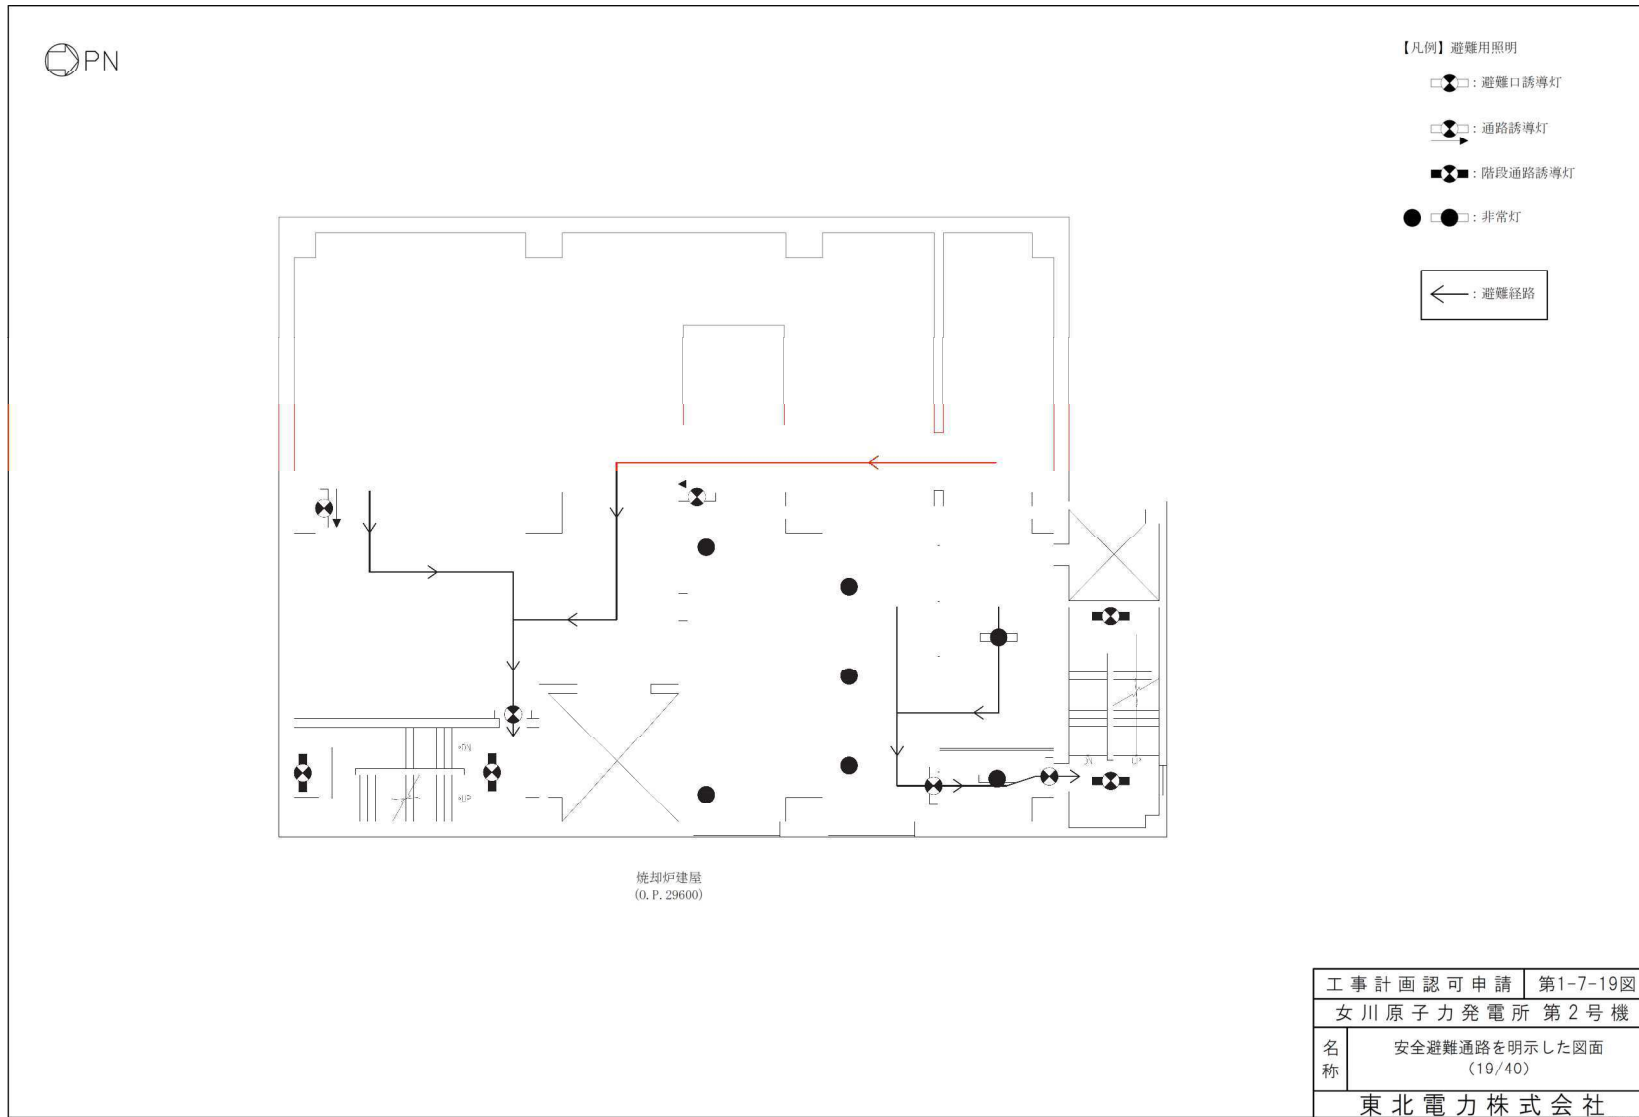 PN
【凡例】避難用照明
：避難口誘導灯
：通路誘導灯
：階段通路誘導灯
：非常灯
：避難経路
DN
UP
DN
UP
焼却炉建屋
(O.P.29600)
工事計画認可申請 第1-7-19図
女川原子力発電所 第2号機
名称 安全避難通路を明示した図面
(19/40)
東北電力株式会社